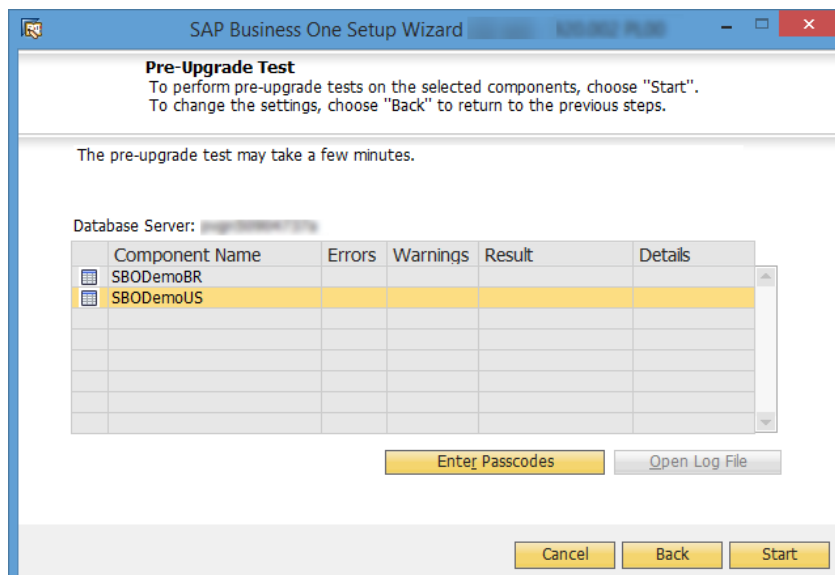 SAP Business One Setup Wizard
Pre-Upgrade Test
To perform pre-upgrade tests on the selected components, choose "Start".
To change the settings, choose "Back" to return to the previous steps.
The pre-upgrade test may take a few minutes.
Database Server:
Component Name Errors Warnings Result Details
SBODemoBR
SBODemoUS
Enter Passcodes Open Log File
Cancel Back Start